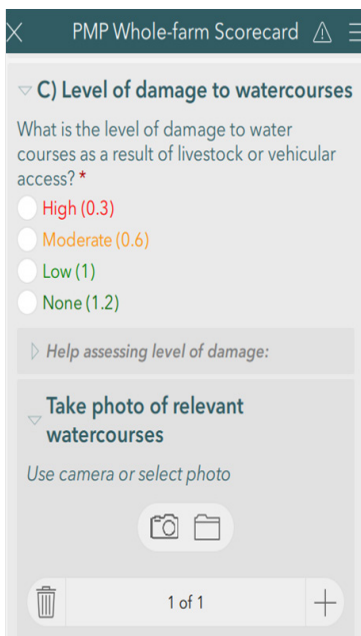 PMP Whole-farm Scorecard
C) Level of damage to watercourses
What is the level of damage to water
courses as a result of livestock or vehicular
access? *
High (0.3)
Moderate (0.6)
Low (1)
None (1.2)
Help assessing level of damage:
Take photo of relevant
watercourses
Use camera or select photo
1 of 1